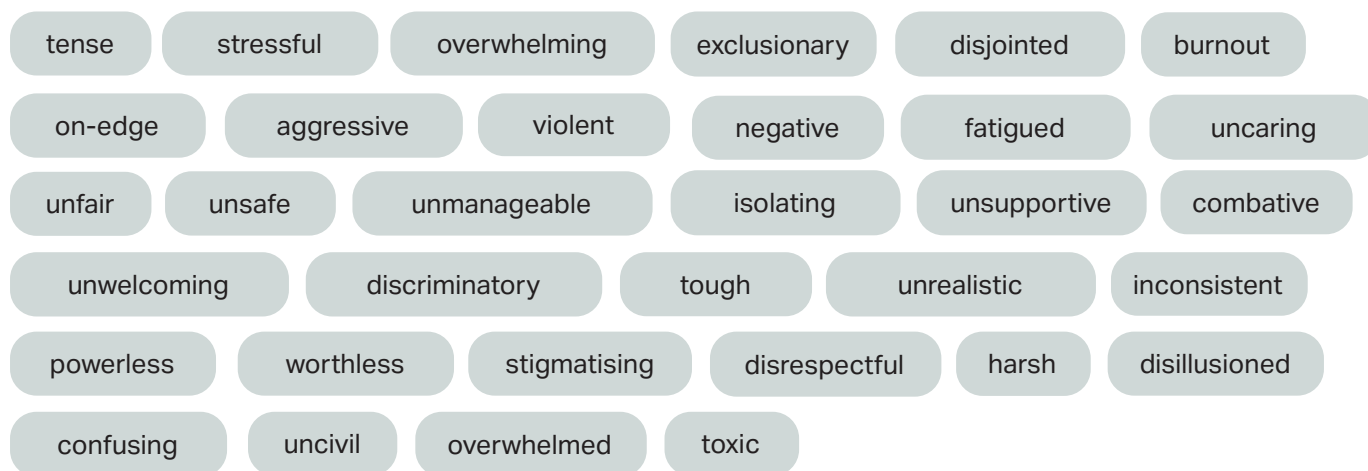 tense stressful overwhelming exclusionary disjointed burnout
on-edge aggressive violent negative fatigued uncaring
unfair unsafe unmanageable isolating unsupportive combative
unwelcoming discriminatory tough unrealistic inconsistent
powerless worthless stigmatising disrespectful harsh disillusioned
confusing uncivil overwhelmed toxic